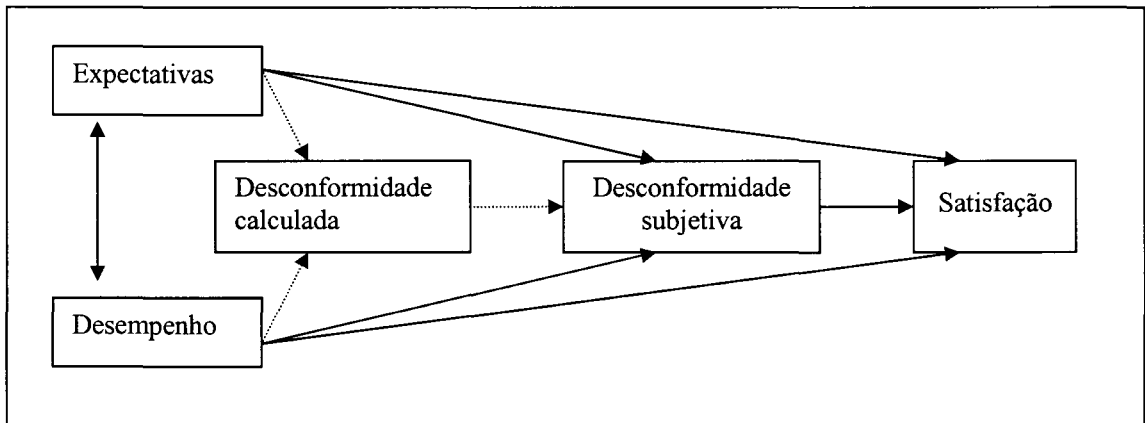 Expectativas
Desconformidade
calculada
Desconformidade
subjetiva
Satisfação
Desempenho